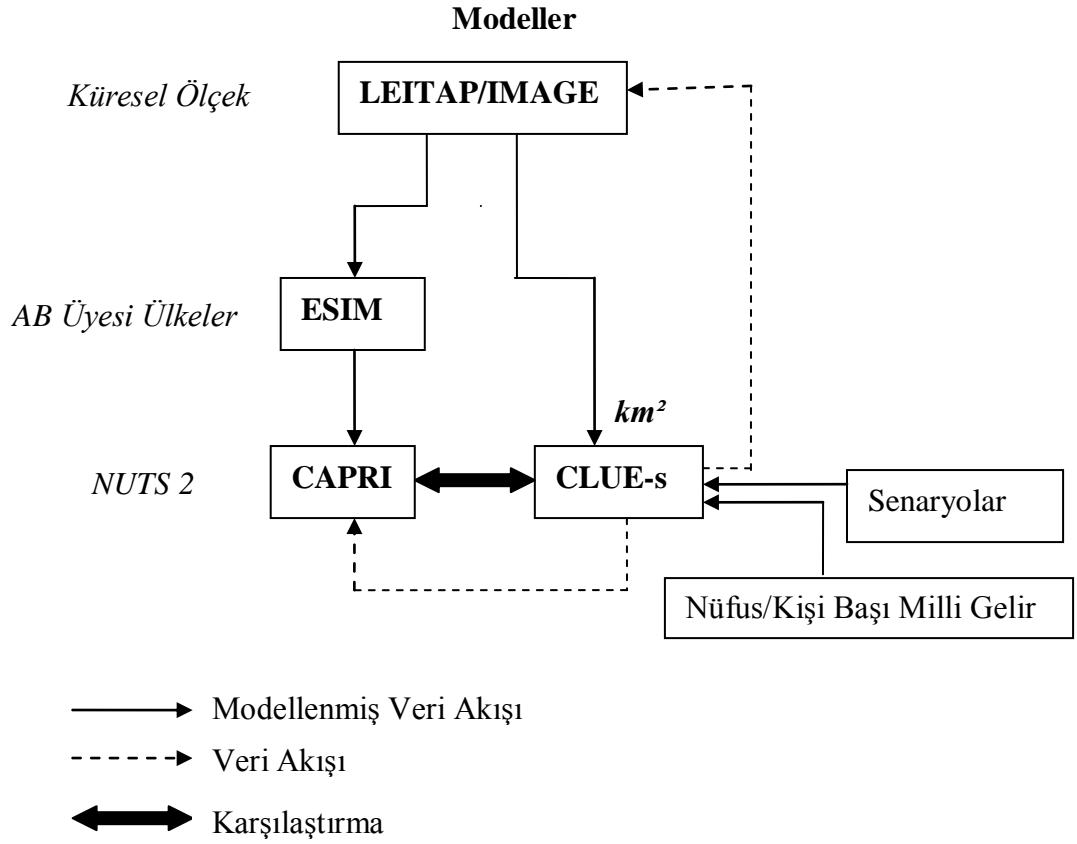 Modeller
Küresel Ölçek
LEITAP/IMAGE
AB Üyesi Ülkeler
ESIM
km²
NUTS 2
CAPRI
CLUE-s
Senaryolar
Nüfus/Kişi Başı Milli Gelir
Modellenmiş Veri Akışı
Veri Akışı
Karşılaştırma